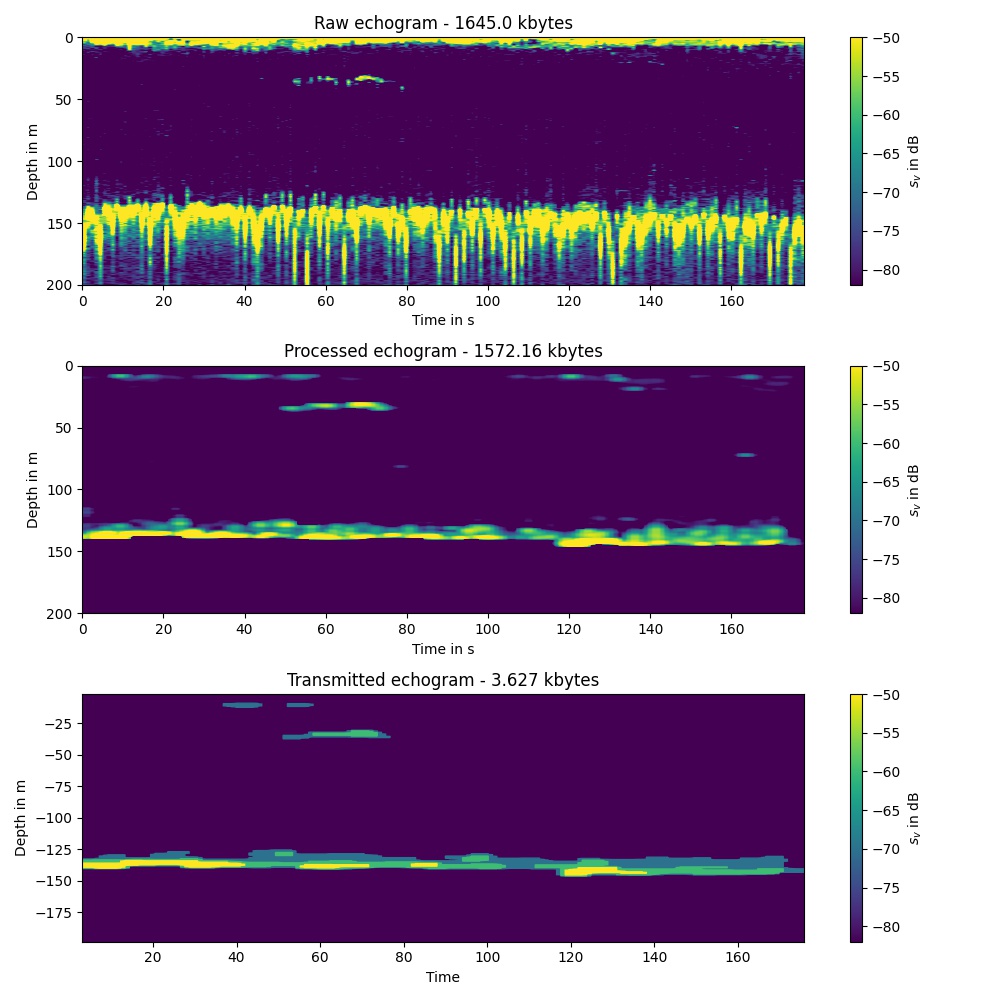 Raw echogram - 1645.0 kbytes
0
50
100
150
200
Depth in m
0 20 40 60 80 100 120 140 160
Time in s
−50
−55
−60
−65
−70
−75
−80
sv in dB
Processed echogram - 1572.16 kbytes
0
50
100
150
200
Depth in m
0 20 40 60 80 100 120 140 160
Time in s
−50
−55
−60
−65
−70
−75
−80
sv in dB
Transmitted echogram - 3.627 kbytes
−25
−50
−75
−100
−125
−150
−175
Depth in m
20 40 60 80 100 120 140 160
Time
−50
−55
−60
−65
−70
−75
−80
sv in dB